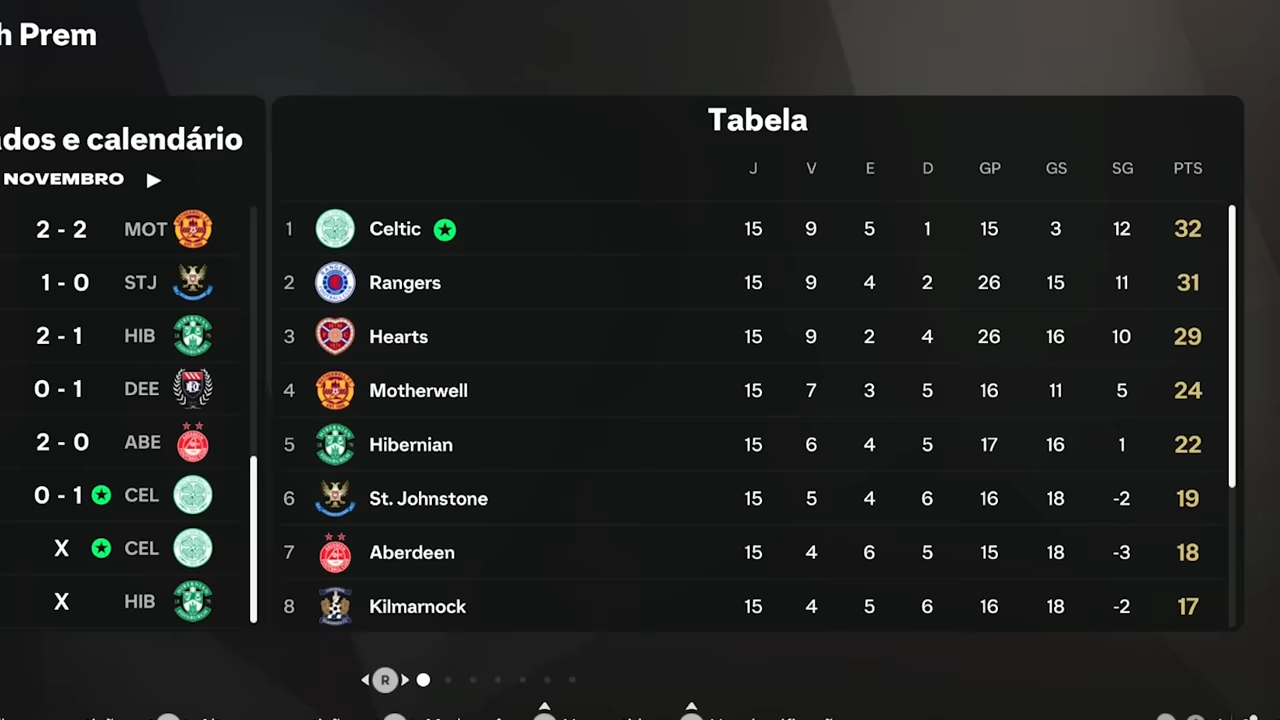 h Prem
dos e calendário
NOVEMBRO
2 - 2 MOT
1 - 0 STJ
2 - 1 HIB
0 - 1 DEE
2 - 0 ABE
0 - 1 CEL
X CEL
X HIB
Tabela
J V E D GP GS SG PTS
1 Celtic 15 9 5 1 15 3 12 32
2 Rangers 15 9 4 2 26 15 11 31
3 Hearts 15 9 2 4 26 16 10 29
4 Motherwell 15 7 3 5 16 11 5 24
5 Hibernian 15 6 4 5 17 16 1 22
6 St. Johnstone 15 5 4 6 16 18 -2 19
7 Aberdeen 15 4 6 5 15 18 -3 18
8 Kilmarnock 15 4 5 6 16 18 -2 17
R